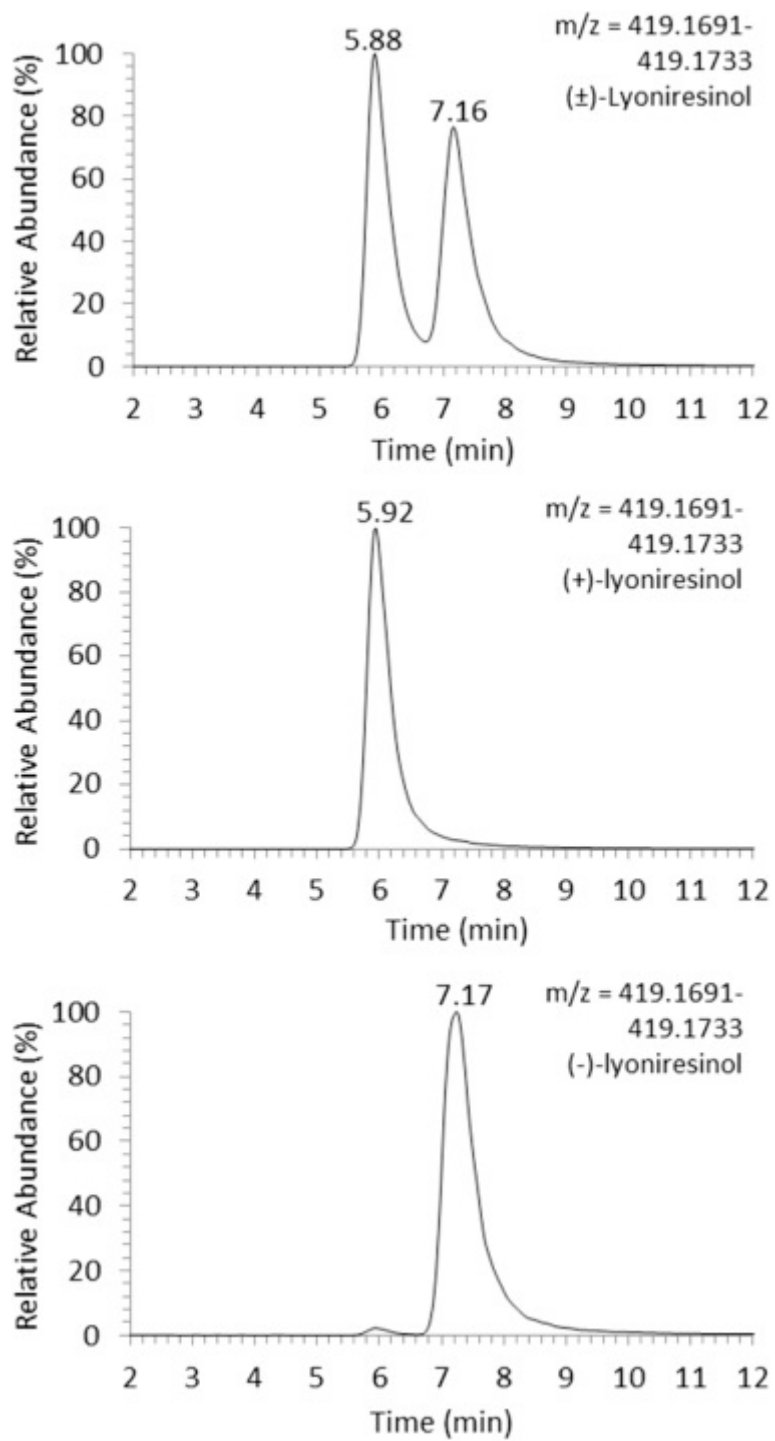 5.88
m/z = 419.1691-
419.1733
(±)-Lyoniresinol
7.16
Relative Abundance (%)
100
80
60
40
20
0
2 3 4 5 6 7 8 9 10 11 12
Time (min)
5.92
m/z = 419.1691-
419.1733
(+)-lyoniresinol
Relative Abundance (%)
100
80
60
40
20
0
2 3 4 5 6 7 8 9 10 11 12
Time (min)
7.17
m/z = 419.1691-
419.1733
(-)-lyoniresinol
Relative Abundance (%)
100
80
60
40
20
0
2 3 4 5 6 7 8 9 10 11 12
Time (min)